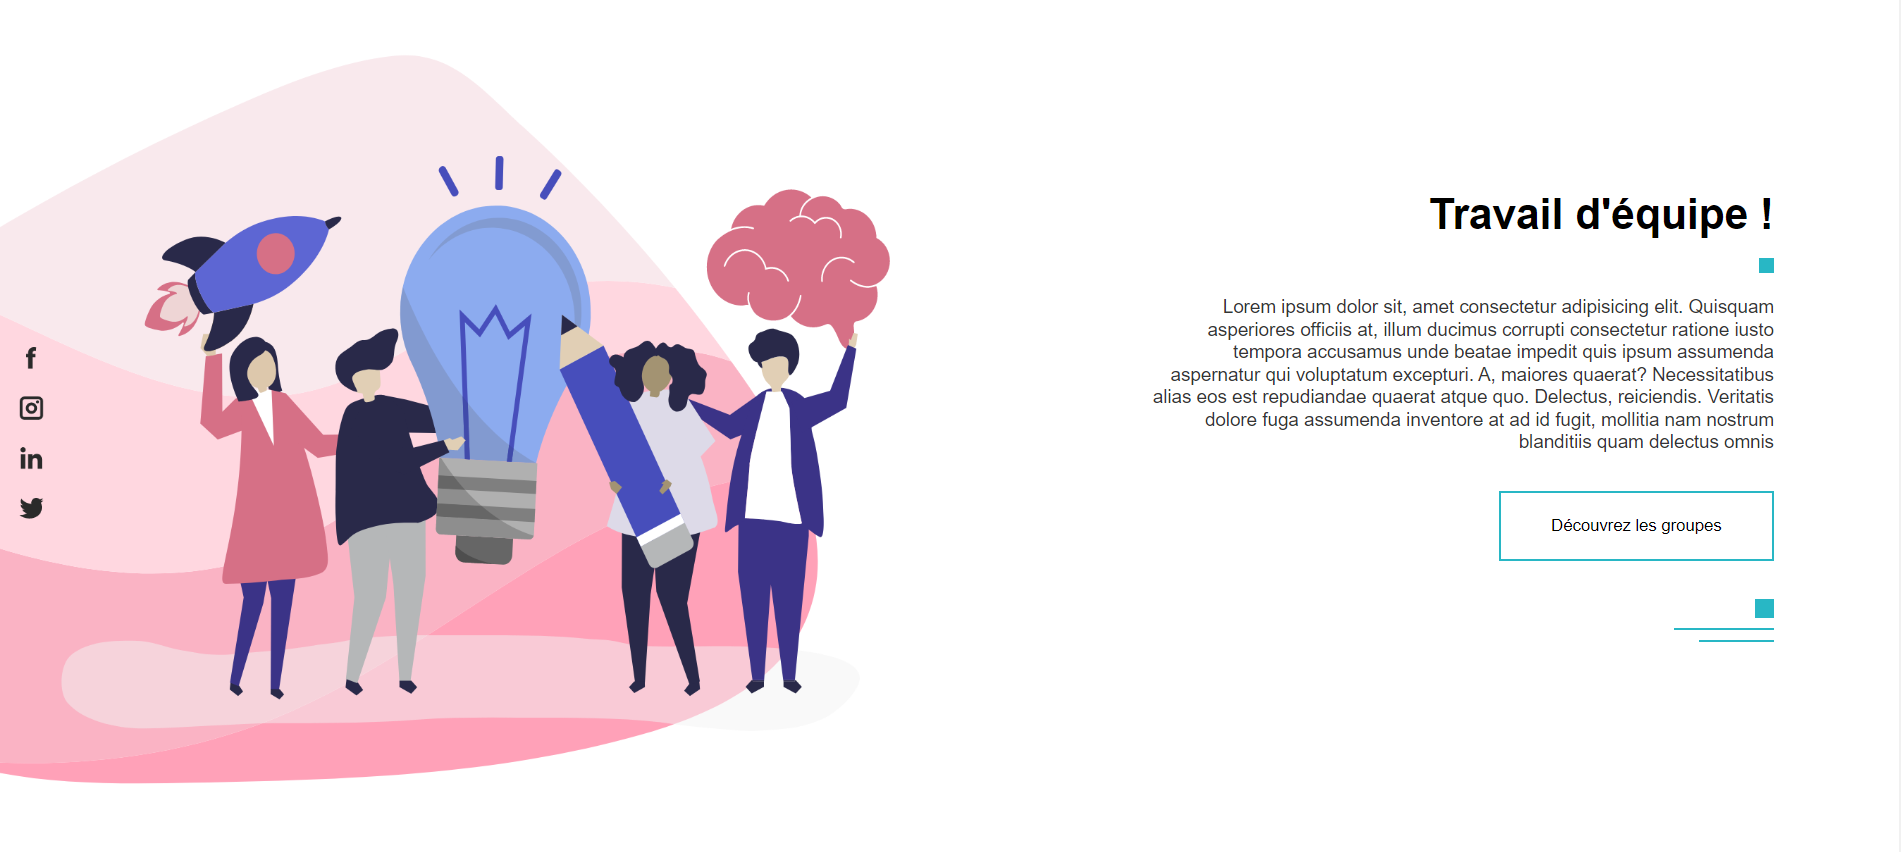 Travail d'équipe !
Lorem ipsum dolor sit, amet consectetur adipisicing elit. Quisquam
asperiores officiis at, illum ducimus corrupti consectetur ratione iusto
tempora accusamus unde beatae impedit quis ipsum assumenda
aspernatur qui voluptatum excepturi. A, maiores quaerat? Necessitatibus
alias eos est repudiandae quaerat atque quo. Delectus, reiciendis. Veritatis
dolore fuga assumenda inventore at ad id fugit, mollitia nam nostrum
blanditiis quam delectus omnis
Découvrez les groupes